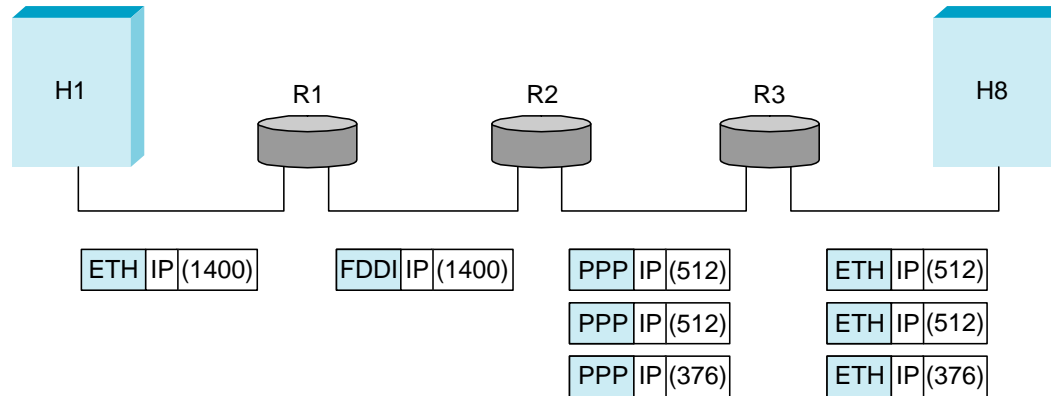 H1
R1
R2
R3
H8
ETH IP (1400)
FDDI IP (1400)
PPP IP (512)
ETH IP (512)
PPP IP (512)
ETH IP (512)
PPP IP (376)
ETH IP (376)